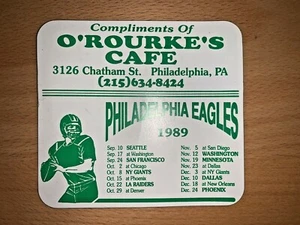 Compliments Of
O'ROURKE'S
CAFE
3126 Chatham St. Philadelphia, PA
(215)634-8424
PHILADELPHIA EAGLES
1989
Sep. 10 SEATTLE
Sep. 17 at Washington
Sep. 24 SAN FRANCISCO
Oct. 2 at Chicago
Oct. 8 NY GIANTS
Oct. 15 at Phoenix
Oct. 22 LA RAIDERS
Oct. 29 at Denver
Nov. 5 at San Diego
Nov. 12 WASHINGTON
Nov. 19 MINNESOTA
Nov. 23 at Dallas
Dec. 3 at NY Giants
Dec. 10 DALLAS
Dec. 18 at New Orleans
Dec. 24 PHOENIX